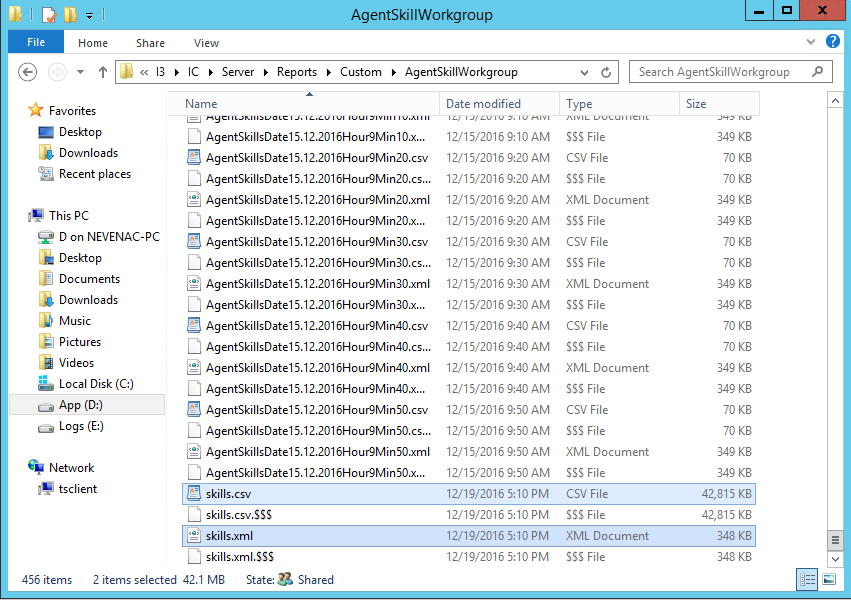 AgentSkillWorkgroup
File Home Share View
« I3 IC Server Reports Custom AgentSkillWorkgroup Search AgentSkillWorkgroup
Favorites
Desktop
Downloads
Recent places
This PC
D on NEVENAC-PC
Desktop
Documents
Downloads
Music
Pictures
Videos
Local Disk (C:)
App (D:)
Logs (E:)
Network
tsclient
Name Date modified Type Size
AgentSkillsDate15.12.2016Hour9Min10.xml 12/15/2016 9:10 AM XML Document 349 KB
AgentSkillsDate15.12.2016Hour9Min10.x... 12/15/2016 9:10 AM $$$ File 349 KB
AgentSkillsDate15.12.2016Hour9Min20.csv 12/15/2016 9:20 AM CSV File 70 KB
AgentSkillsDate15.12.2016Hour9Min20.cs... 12/15/2016 9:20 AM $$$ File 70 KB
AgentSkillsDate15.12.2016Hour9Min20.xml 12/15/2016 9:20 AM XML Document 349 KB
AgentSkillsDate15.12.2016Hour9Min20.x... 12/15/2016 9:20 AM $$$ File 349 KB
AgentSkillsDate15.12.2016Hour9Min30.csv 12/15/2016 9:30 AM CSV File 70 KB
AgentSkillsDate15.12.2016Hour9Min30.cs... 12/15/2016 9:30 AM $$$ File 70 KB
AgentSkillsDate15.12.2016Hour9Min30.xml 12/15/2016 9:30 AM XML Document 349 KB
AgentSkillsDate15.12.2016Hour9Min30.x... 12/15/2016 9:30 AM $$$ File 349 KB
AgentSkillsDate15.12.2016Hour9Min40.csv 12/15/2016 9:40 AM CSV File 70 KB
AgentSkillsDate15.12.2016Hour9Min40.cs... 12/15/2016 9:40 AM $$$ File 70 KB
AgentSkillsDate15.12.2016Hour9Min40.xml 12/15/2016 9:40 AM XML Document 349 KB
AgentSkillsDate15.12.2016Hour9Min40.x... 12/15/2016 9:40 AM $$$ File 349 KB
AgentSkillsDate15.12.2016Hour9Min50.csv 12/15/2016 9:50 AM CSV File 70 KB
AgentSkillsDate15.12.2016Hour9Min50.cs... 12/15/2016 9:50 AM $$$ File 70 KB
AgentSkillsDate15.12.2016Hour9Min50.xml 12/15/2016 9:50 AM XML Document 349 KB
AgentSkillsDate15.12.2016Hour9Min50.x... 12/15/2016 9:50 AM $$$ File 349 KB
skills.csv 12/19/2016 5:10 PM CSV File 42,815 KB
skills.csv.$$$ 12/19/2016 5:10 PM $$$ File 42,815 KB
skills.xml 12/19/2016 5:10 PM XML Document 348 KB
skills.xml.$$$ 12/19/2016 5:10 PM $$$ File 348 KB
456 items 2 items selected 42.1 MB State: Shared